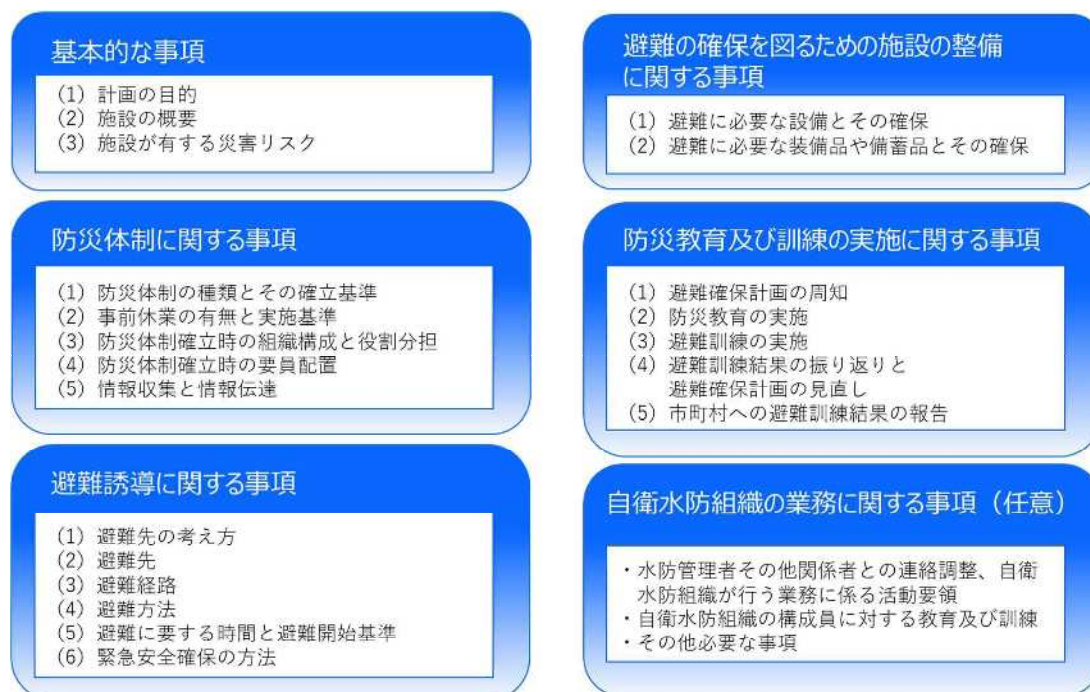 基本的な事項
(1) 計画の目的
(2) 施設の概要
(3) 施設が有する災害リスク
防災体制に関する事項
(1) 防災体制の種類とその確立基準
(2) 事前休業の有無と実施基準
(3) 防災体制確立時の組織構成と役割分担
(4) 防災体制確立時の要員配置
(5) 情報収集と情報伝達
避難誘導に関する事項
(1) 避難先の考え方
(2) 避難先
(3) 避難経路
(4) 避難方法
(5) 避難に要する時間と避難開始基準
(6) 緊急安全確保の方法
避難の確保を図るための施設の整備
に関する事項
(1) 避難に必要な設備とその確保
(2) 避難に必要な装備品や備蓄品とその確保
防災教育及び訓練の実施に関する事項
(1) 避難確保計画の周知
(2) 防災教育の実施
(3) 避難訓練の実施
(4) 避難訓練結果の振り返りと
避難確保計画の見直し
(5) 市町村への避難訓練結果の報告
自衛水防組織の業務に関する事項（任意）
・水防管理者その他関係者との連絡調整、自衛
水防組織が行う業務に係る活動要領
・自衛水防組織の構成員に対する教育及び訓練
・その他必要な事項